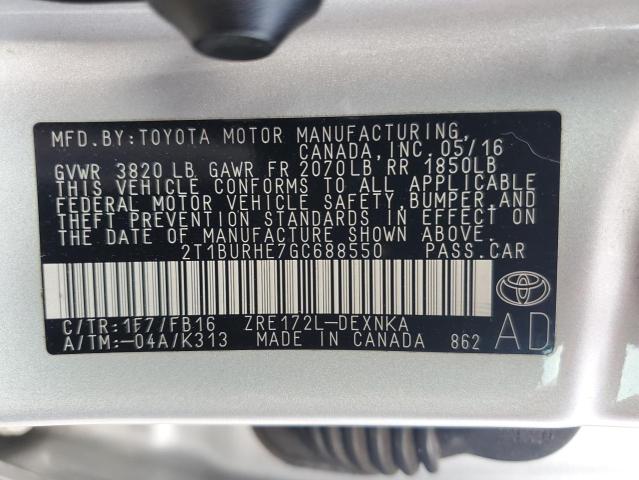 MFD.BY:TOYOTA MOTOR MANUFACTURING,
CANADA,INC.05/16
GVWR 3820 LB GAWR FR 2070LB RR 1850LB
THIS VEHICLE CONFORMS TO ALL APPLICABLE
FEDERAL MOTOR VEHICLE SAFETY,BUMPER,AND
THEFT PREVENTION STANDARDS IN EFFECT ON
THE DATE OF MANUFACTURE SHOWN ABOVE.
2T1BURHE7GC688550 PASS.CAR
C/TR:1F7/FB16 ZRE172L-DEXNKA
A/TM:-04A/K313 MADE IN CANADA 862
AD